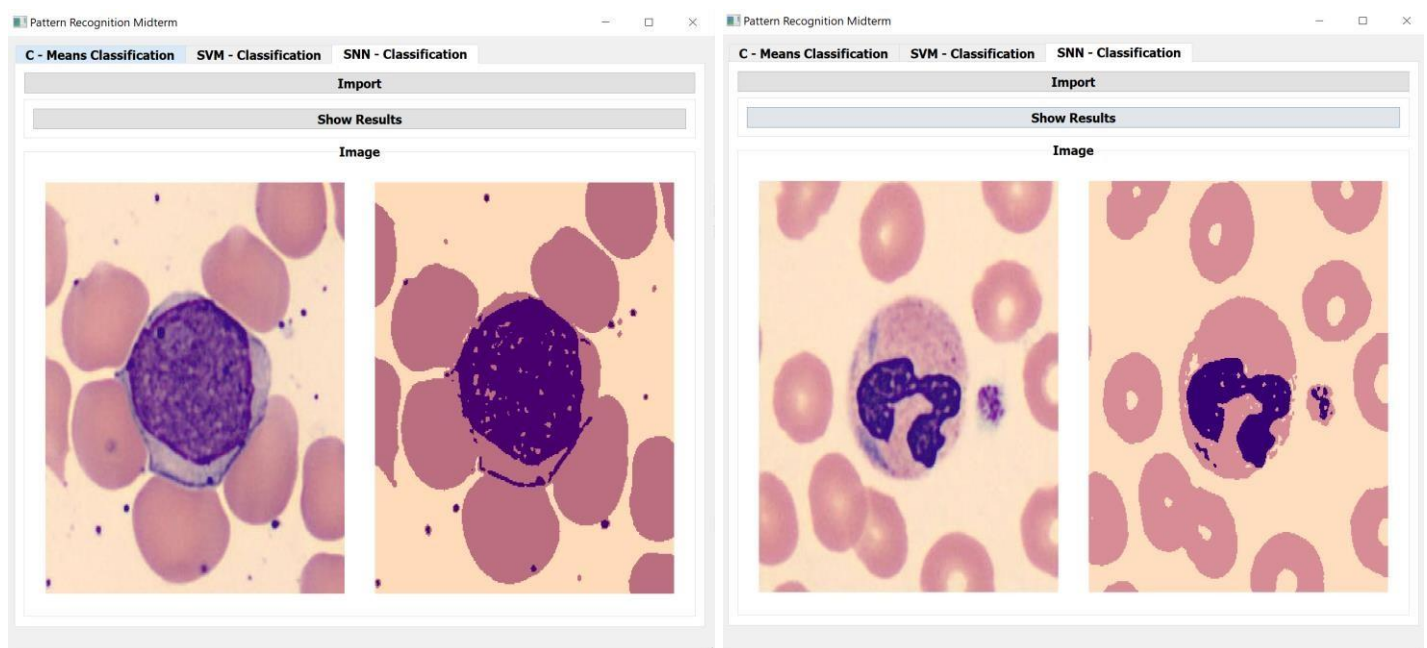 Pattern Recognition Midterm
C - Means Classification SVM - Classification SNN - Classification
Import
Show Results
Image
Pattern Recognition Midterm
C - Means Classification SVM - Classification SNN - Classification
Import
Show Results
Image